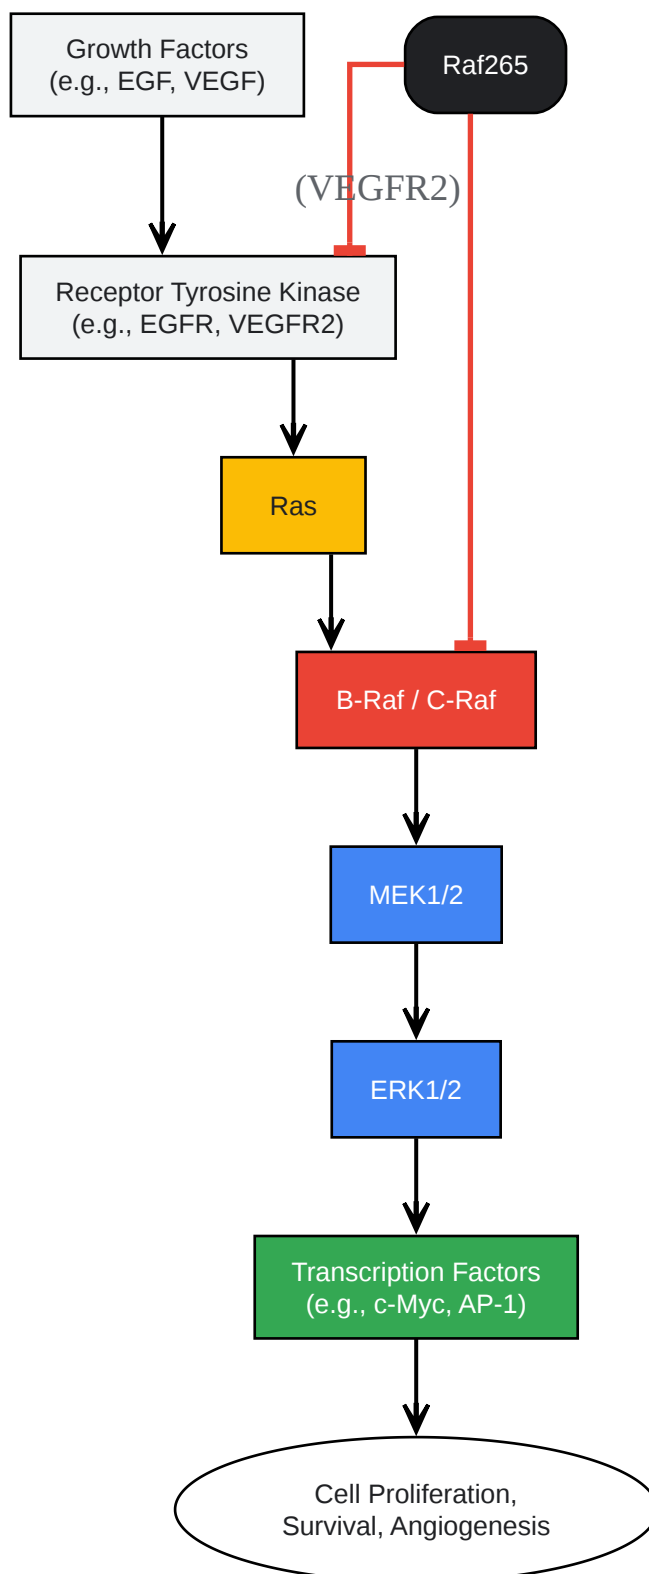 Growth Factors
(e.g., EGF, VEGF)
Raf265
(VEGFR2)
Receptor Tyrosine Kinase
(e.g., EGFR, VEGFR2)
Ras
B-Raf / C-Raf
MEK1/2
ERK1/2
Transcription Factors
(e.g., c-Myc, AP-1)
Cell Proliferation,
Survival, Angiogenesis